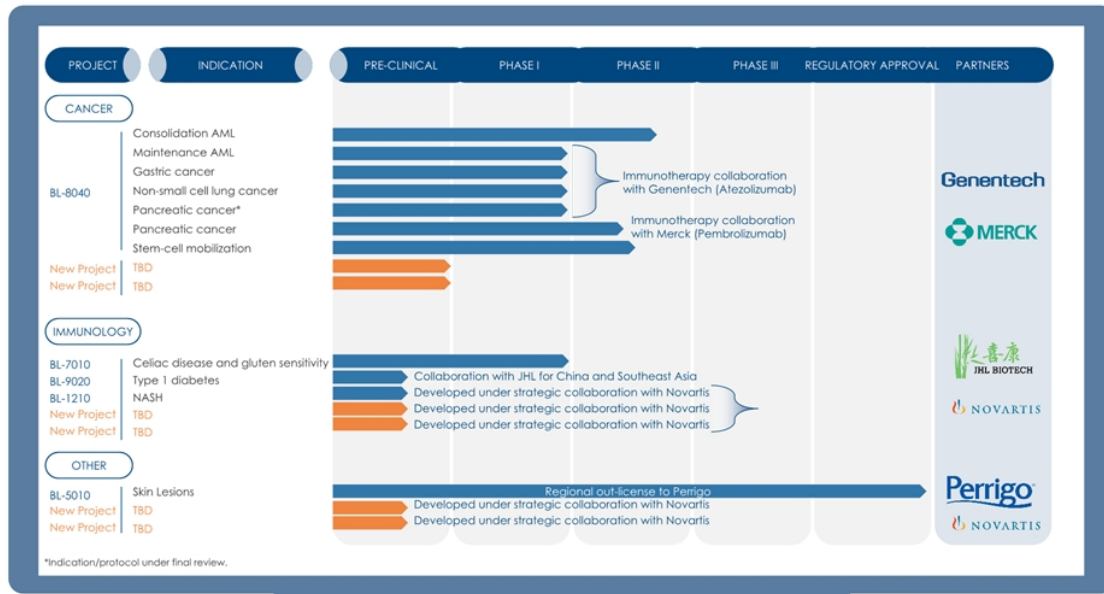 PROJECT INDICATION PRE-CLINICAL PHASE I PHASE II PHASE III REGULATORY APPROVAL PARTNERS
CANCER
BL-8040
Consolidation AML
Maintenance AML
Gastric cancer
Non-small cell lung cancer
Pancreatic cancer*
Pancreatic cancer
Stem-cell mobilization
Immunotherapy collaboration
with Genentech (Atezolizumab)
Immunotherapy collaboration
with Merck (Pembrolizumab)
Genentech
MERCK
New Project TBD
New Project TBD
IMMUNOLOGY
BL-7010 Celiac disease and gluten sensitivity
BL-9020 Type 1 diabetes Collaboration with JHL for China and Southeast Asia
BL-1210 NASH Developed under strategic collaboration with Novartis
New Project TBD Developed under strategic collaboration with Novartis
New Project TBD Developed under strategic collaboration with Novartis
喜康
JHL BIOTECH
NOVARTIS
OTHER
BL-5010 Skin Lesions Regional out-license to Perrigo
New Project TBD Developed under strategic collaboration with Novartis
New Project TBD Developed under strategic collaboration with Novartis
Perrigo
NOVARTIS
*Indication/protocol under final review.